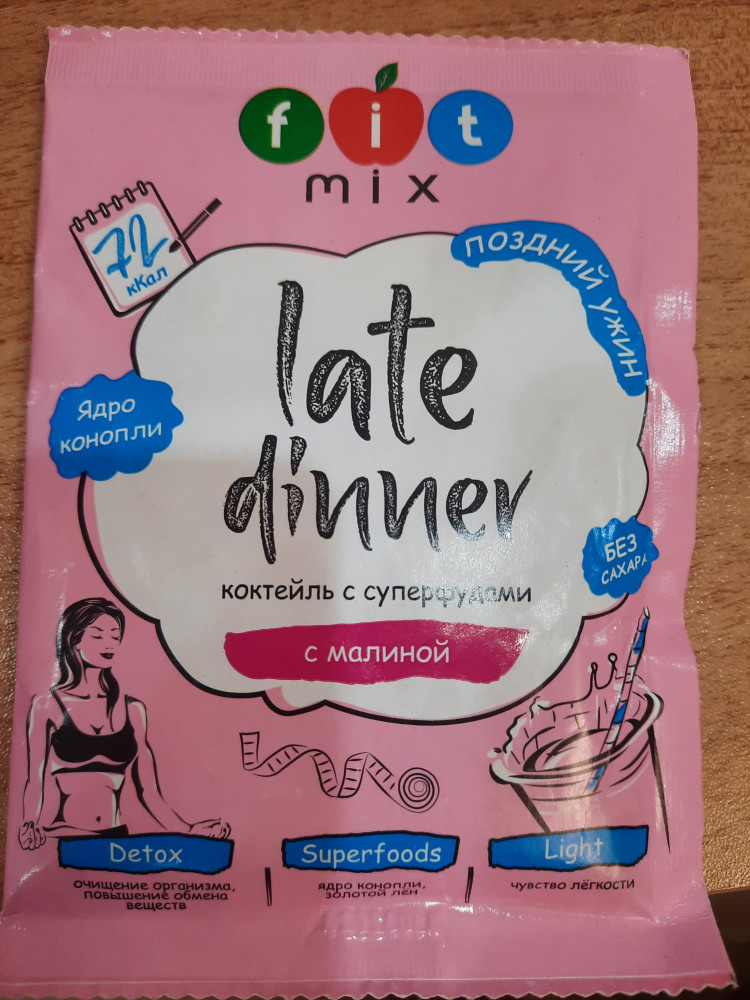 fit
mix
72
кКал
ПОЗДНИЙ УЖИН
late
dinner
Ядро
конопли
БЕЗ
САХАРА
коктейль с суперфудами
с малиной
Detox
очищение организма,
повышение обмена
веществ
Superfoods
ядро конопли,
золотой лён
Light
чувство лёгкости